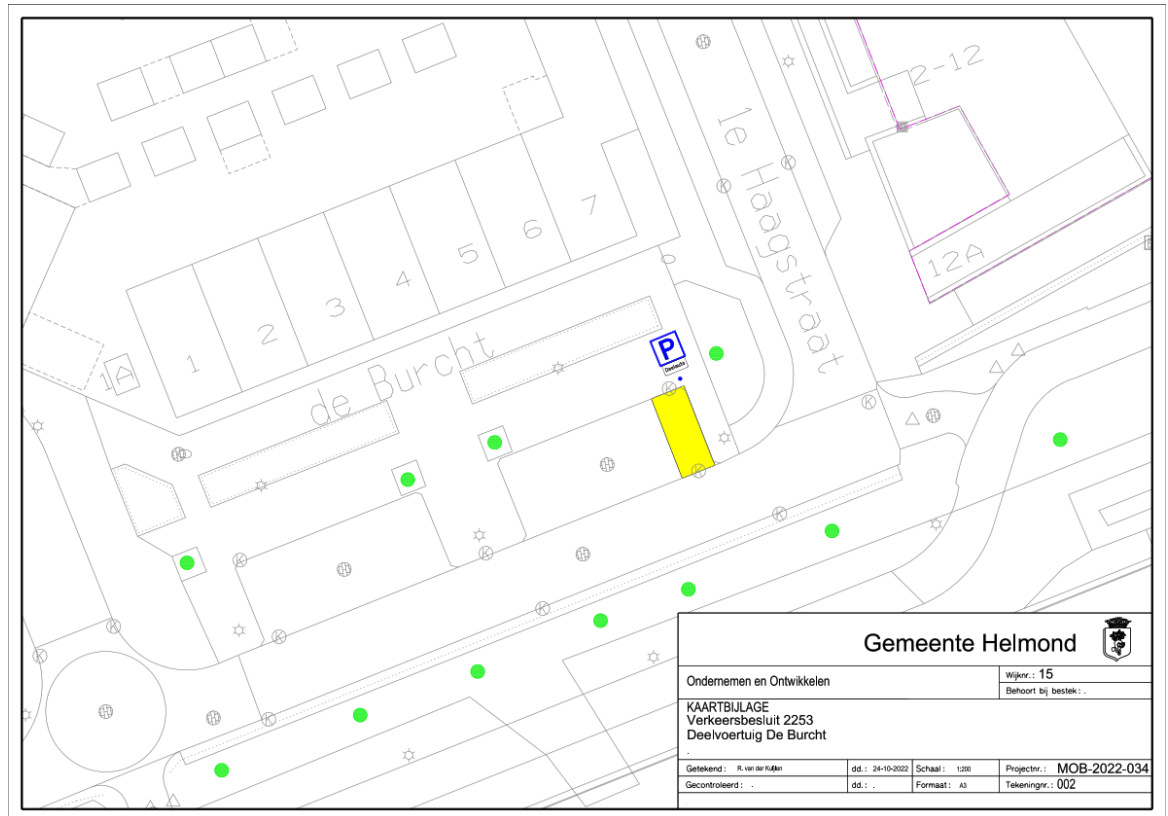 2-12
1e Haagstraat
12A
7
6
5
4
3
2
1
1A
de Burcht
P
Deelauto
Gemeente Helmond
Ondernemen en Ontwikkelen
Wijknr.: 15
Behoort bij bestek: .
KAARTBIJLAGE
Verkeersbesluit 2253
Deelvoertuig De Burcht
.
Getekend : R. van der Kuijlen dd.: 24-10-2022 Schaal : 1:200 Projectnr.: MOB-2022-034
Gecontroleerd : . dd.: . Formaat: A3 Tekeningnr.: 002